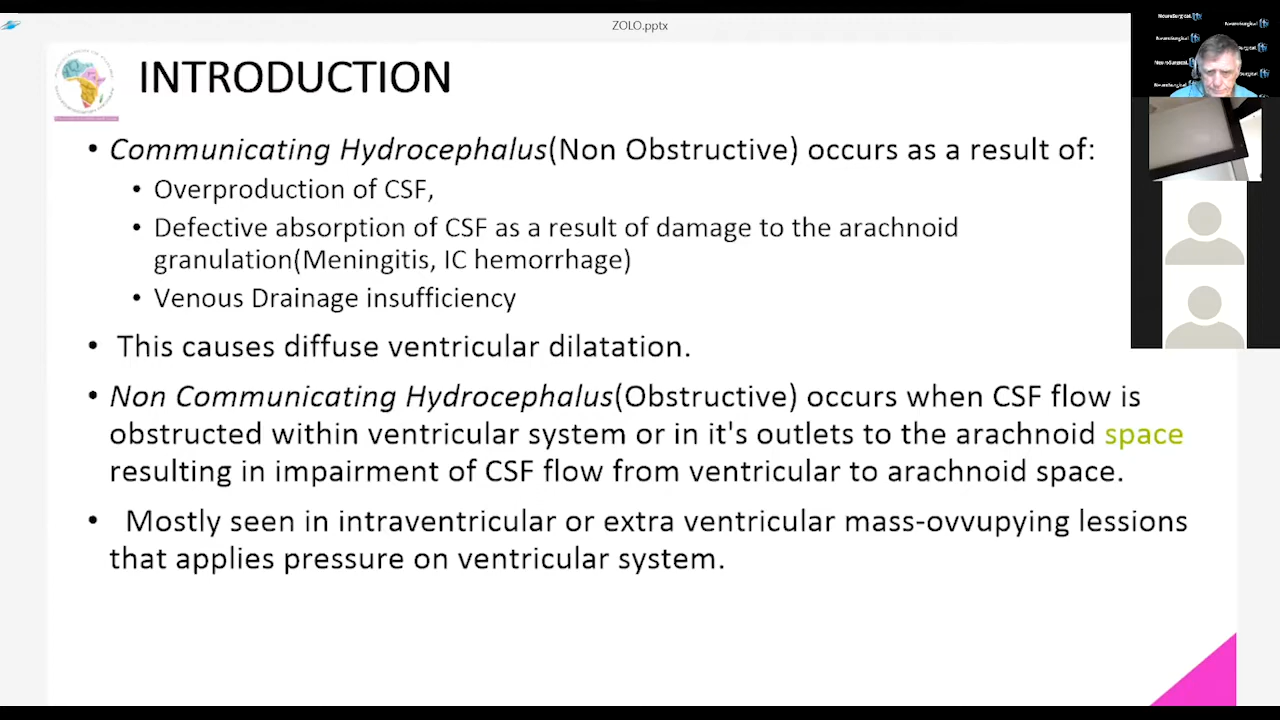 ZOLO.pptx
INTRODUCTION
• Communicating Hydrocephalus(Non Obstructive) occurs as a result of:
• Overproduction of CSF,
• Defective absorption of CSF as a result of damage to the arachnoid
granulation(Meningitis, IC hemorrhage)
• Venous Drainage insufficiency
• This causes diffuse ventricular dilatation.
• Non Communicating Hydrocephalus(Obstructive) occurs when CSF flow is
obstructed within ventricular system or in it's outlets to the arachnoid space
resulting in impairment of CSF flow from ventricular to arachnoid space.
• Mostly seen in intraventricular or extra ventricular mass-ovvupying lessions
that applies pressure on ventricular system.